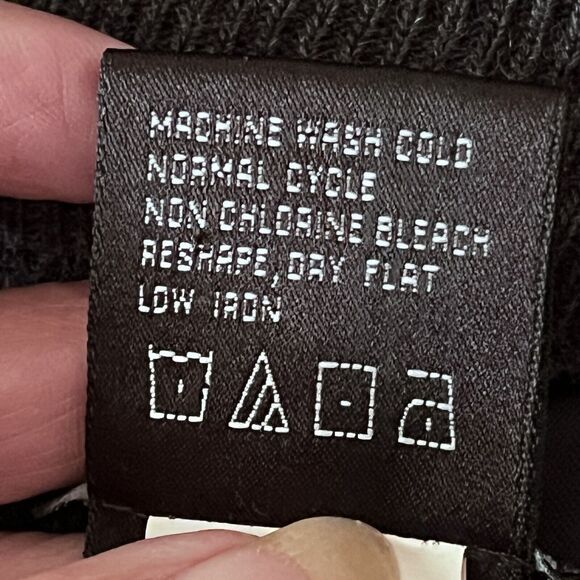 MACHINE WASH COLD
NORMAL CYCLE
NON CHLORINE BLEACH
RESHAPE, DRY FLAT
LOW IRON